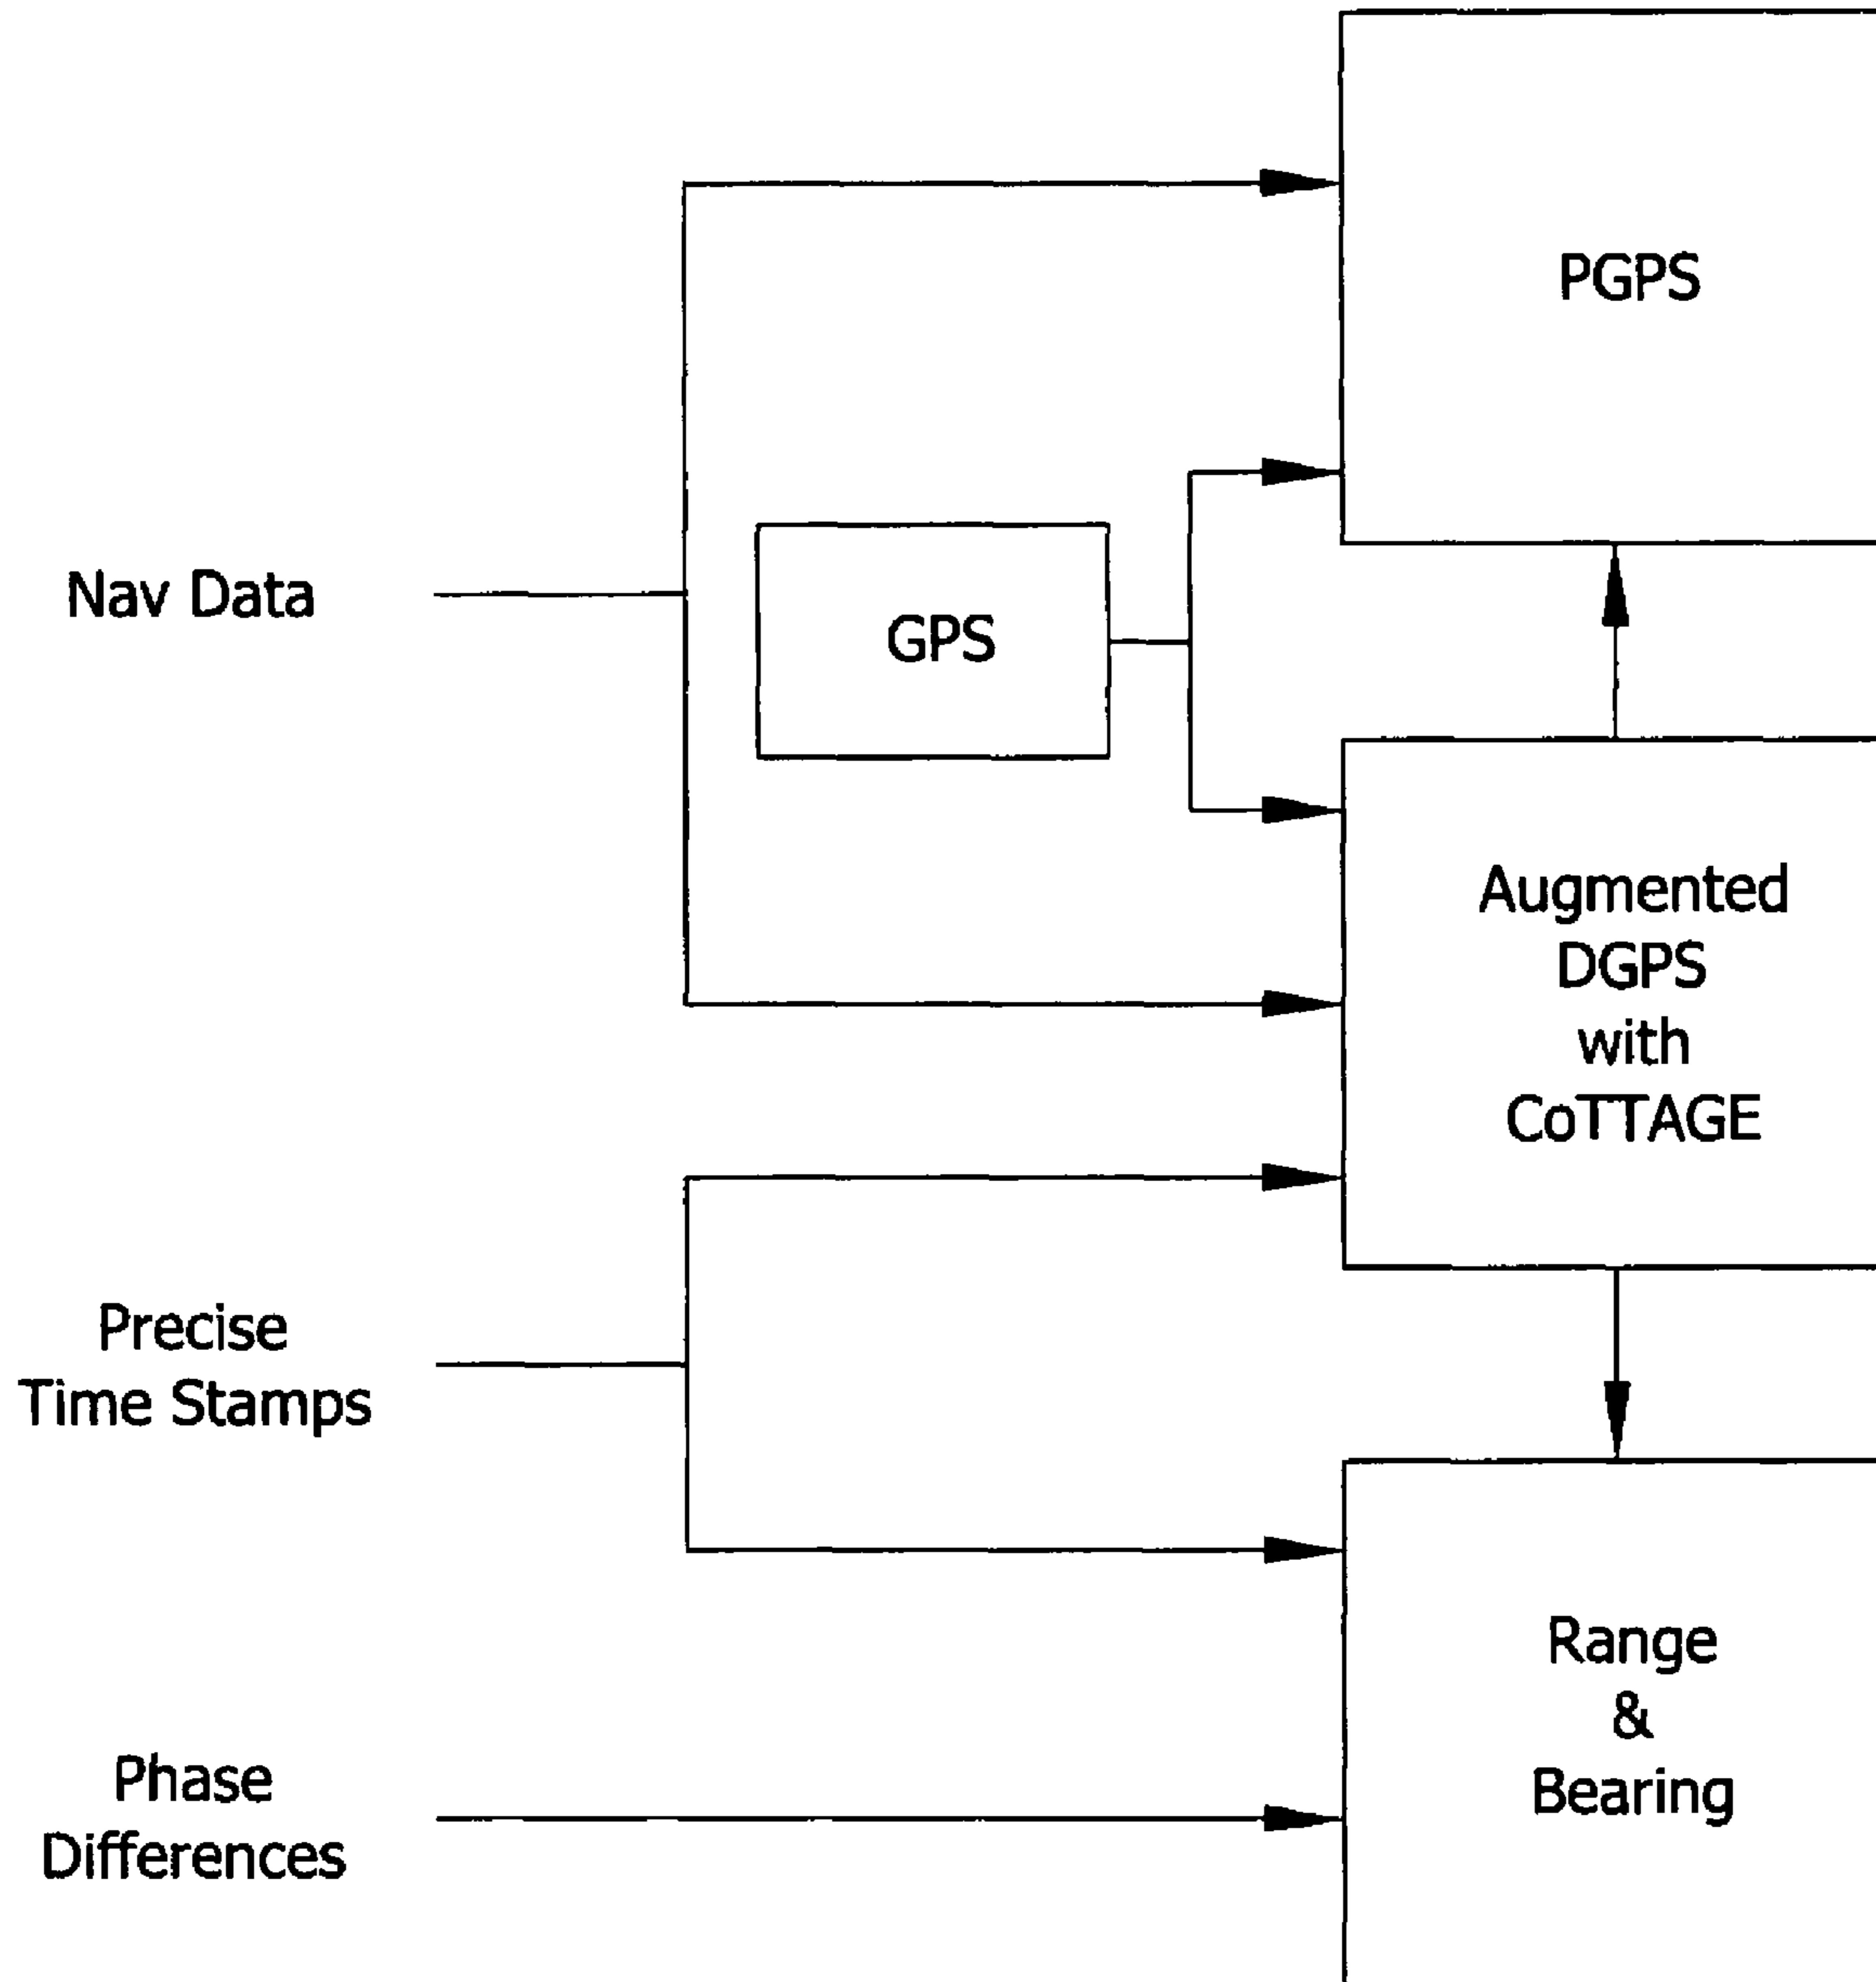 PGPS
Nav Data
GPS
Augmented
DGPS
with
CoTTAGE
Precise
Time Stamps
Range
&
Bearing
Phase
Differences